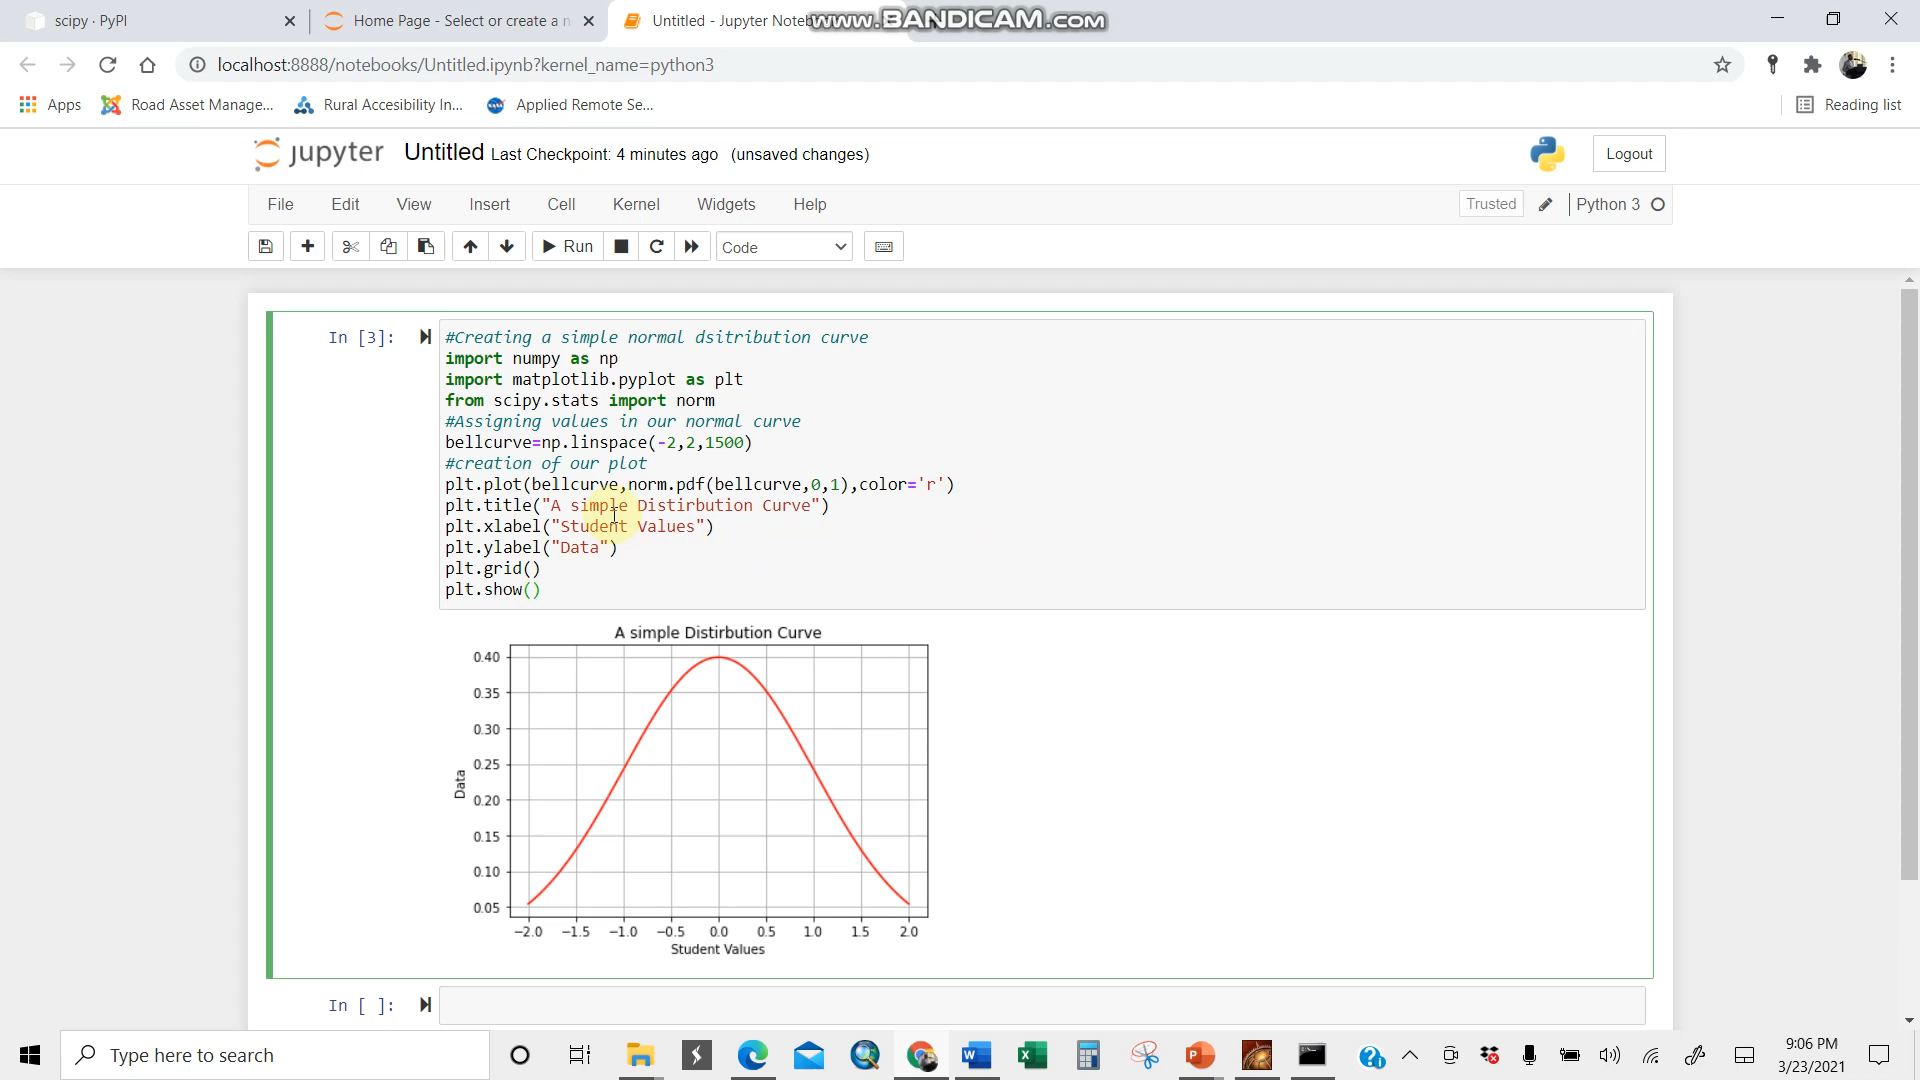 scipy · PyPI
Home Page - Select or create a n
Untitled - Jupyter Noteb
www.BANDICAM.com
localhost:8888/notebooks/Untitled.ipynb?kernel_name=python3
Apps
Road Asset Manage...
Rural Accesibility In...
Applied Remote Se...
Reading list
jupyter
Untitled Last Checkpoint: 4 minutes ago (unsaved changes)
Logout
File Edit View Insert Cell Kernel Widgets Help
Trusted
Python 3
Run
Code
In [3]:
#Creating a simple normal dsitribution curve
import numpy as np
import matplotlib.pyplot as plt
from scipy.stats import norm
#Assigning values in our normal curve
bellcurve=np.linspace(-2,2,1500)
#creation of our plot
plt.plot(bellcurve,norm.pdf(bellcurve,0,1),color='r')
plt.title("A simple Distirbution Curve")
plt.xlabel("Student Values")
plt.ylabel("Data")
plt.grid()
plt.show()
A simple Distirbution Curve
0.40
0.35
0.30
0.25
0.20
0.15
0.10
0.05
Data
−2.0 −1.5 −1.0 −0.5 0.0 0.5 1.0 1.5 2.0
Student Values
In [ ]:
Type here to search
9:06 PM
3/23/2021